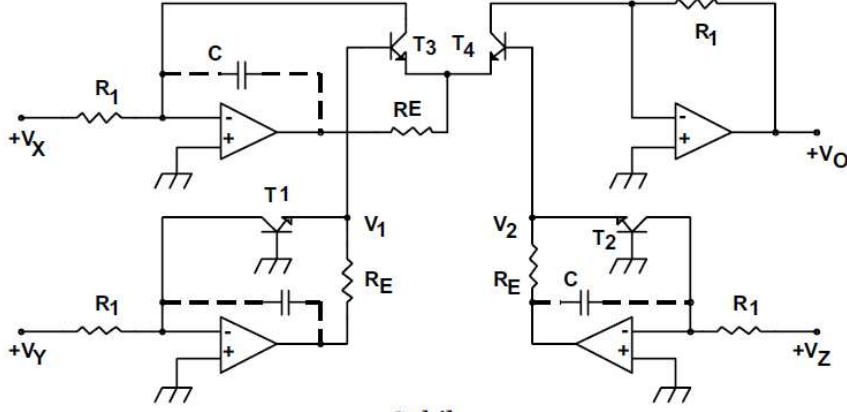 C
T3
T4
R1
R1
RE
+VX
-
+
-
+
+VO
T1
V1
V2
T2
RE
RE
C
R1
R1
+VY
-
+
-
+
+VZ